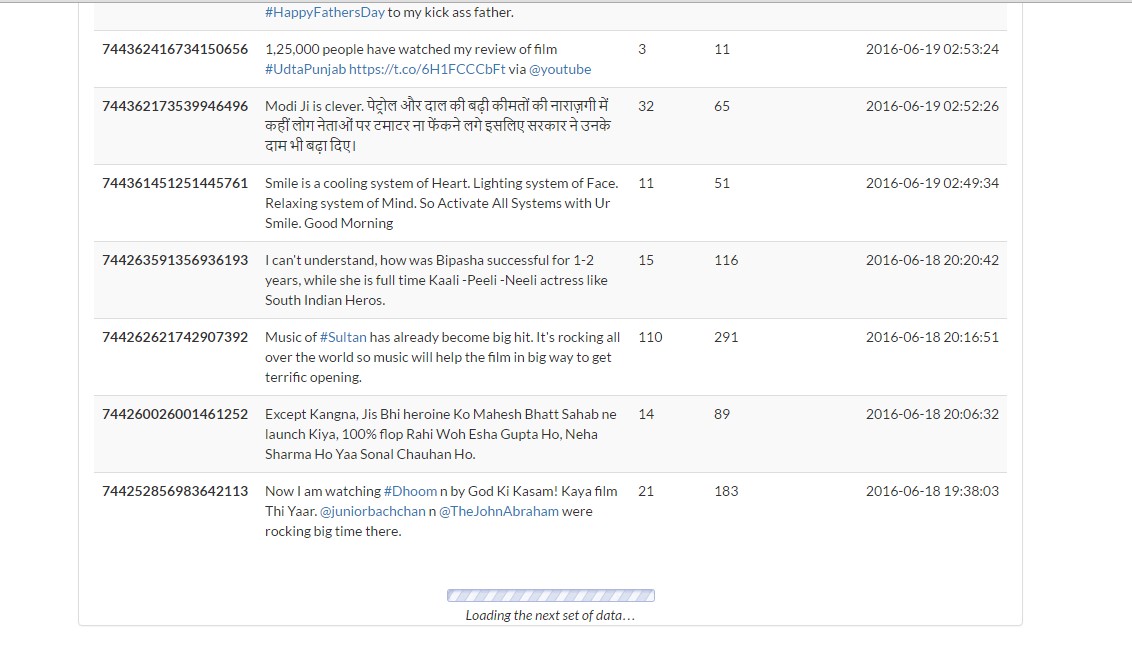 #HappyFathersDay to my kick ass father.
744362416734150656 1,25,000 people have watched my review of film 3 11 2016-06-19 02:53:24
#UdtaPunjab https://t.co/6H1FCCCbFt via @youtube
744362173539946496 Modi Ji is clever. पेट्रोल और दाल की बढ़ी कीमतों की नाराज़गी में 32 65 2016-06-19 02:52:26
कहीं लोग नेताओं पर टमाटर ना फेंकने लगे इसलिए सरकार ने उनके
दाम भी बढ़ा दिए।
744361451251445761 Smile is a cooling system of Heart. Lighting system of Face. 11 51 2016-06-19 02:49:34
Relaxing system of Mind. So Activate All Systems with Ur
Smile. Good Morning
744263591356936193 I can't understand, how was Bipasha successful for 1-2 15 116 2016-06-18 20:20:42
years, while she is full time Kaali -Peeli -Neeli actress like
South Indian Heros.
744262621742907392 Music of #Sultan has already become big hit. It's rocking all 110 291 2016-06-18 20:16:51
over the world so music will help the film in big way to get
terrific opening.
744260026001461252 Except Kangna, Jis Bhi heroine Ko Mahesh Bhatt Sahab ne 14 89 2016-06-18 20:06:32
launch Kiya, 100% flop Rahi Woh Esha Gupta Ho, Neha
Sharma Ho Yaa Sonal Chauhan Ho.
744252856983642113 Now I am watching #Dhoom n by God Ki Kasam! Kaya film 21 183 2016-06-18 19:38:03
Thi Yaar. @juniorbachchan n @TheJohnAbraham were
rocking big time there.
Loading the next set of data…